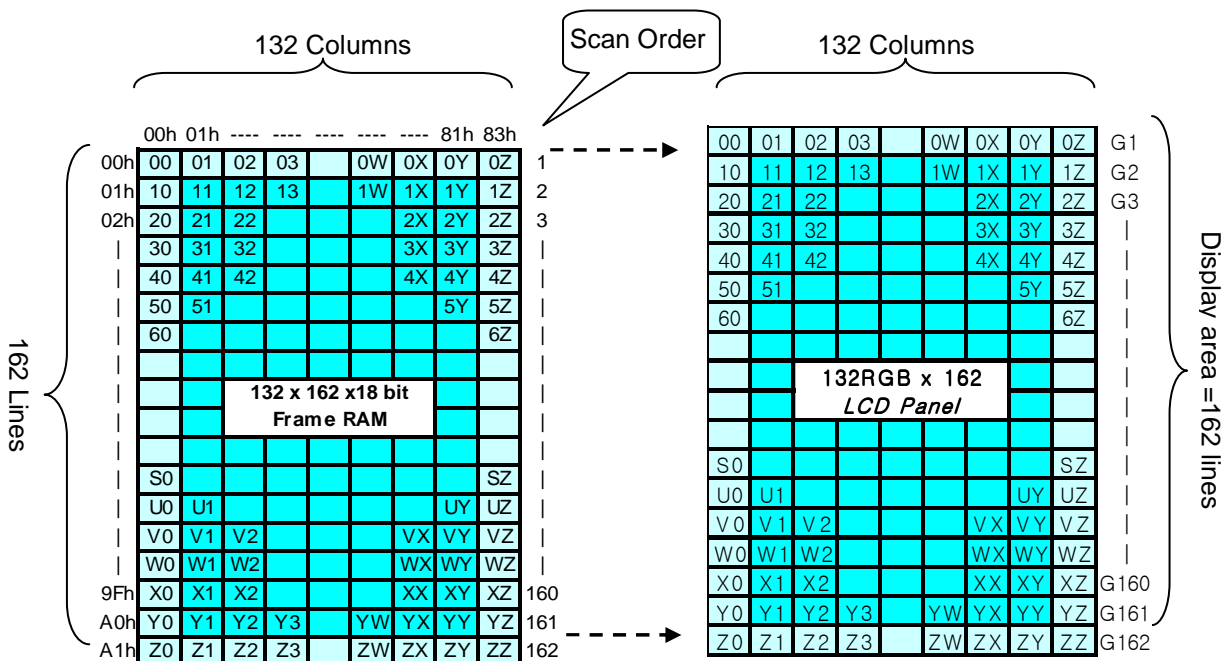 132 Columns
Scan Order
132 Columns
00h 01h ---- ---- ---- ---- ---- 81h 83h
00h 00 01 02 03 0W 0X 0Y 0Z 1
01h 10 11 12 13 1W 1X 1Y 1Z 2
02h 20 21 22 2X 2Y 2Z 3
30 31 32 3X 3Y 3Z
40 41 42 4X 4Y 4Z
50 51 5Y 5Z
60 6Z
132 x 162 x18 bit
Frame RAM
S0 SZ
U0 U1 UY UZ
V0 V1 V2 VX VY VZ
W0 W1 W2 WX WY WZ
9Fh X0 X1 X2 XX XY XZ 160
A0h Y0 Y1 Y2 Y3 YW YX YY YZ 161
A1h Z0 Z1 Z2 Z3 ZW ZX ZY ZZ 162
162 Lines
00 01 02 03 0W 0X 0Y 0Z G1
10 11 12 13 1W 1X 1Y 1Z G2
20 21 22 2X 2Y 2Z G3
30 31 32 3X 3Y 3Z
40 41 42 4X 4Y 4Z
50 51 5Y 5Z
60 6Z
132RGB x 162
LCD Panel
S0 SZ
U0 U1 UY UZ
V0 V1 V2 VX VY VZ
W0 W1 W2 WX WY WZ
X0 X1 X2 XX XY XZ G160
Y0 Y1 Y2 Y3 YW YX YY YZ G161
Z0 Z1 Z2 Z3 ZW ZX ZY ZZ G162
Display area =162 lines